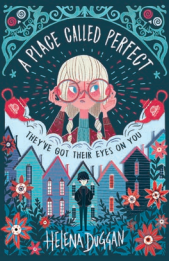 A PLACE CALLED PERFECT
THEY'VE GOT THEIR EYES ON YOU
HELENA DUGGAN